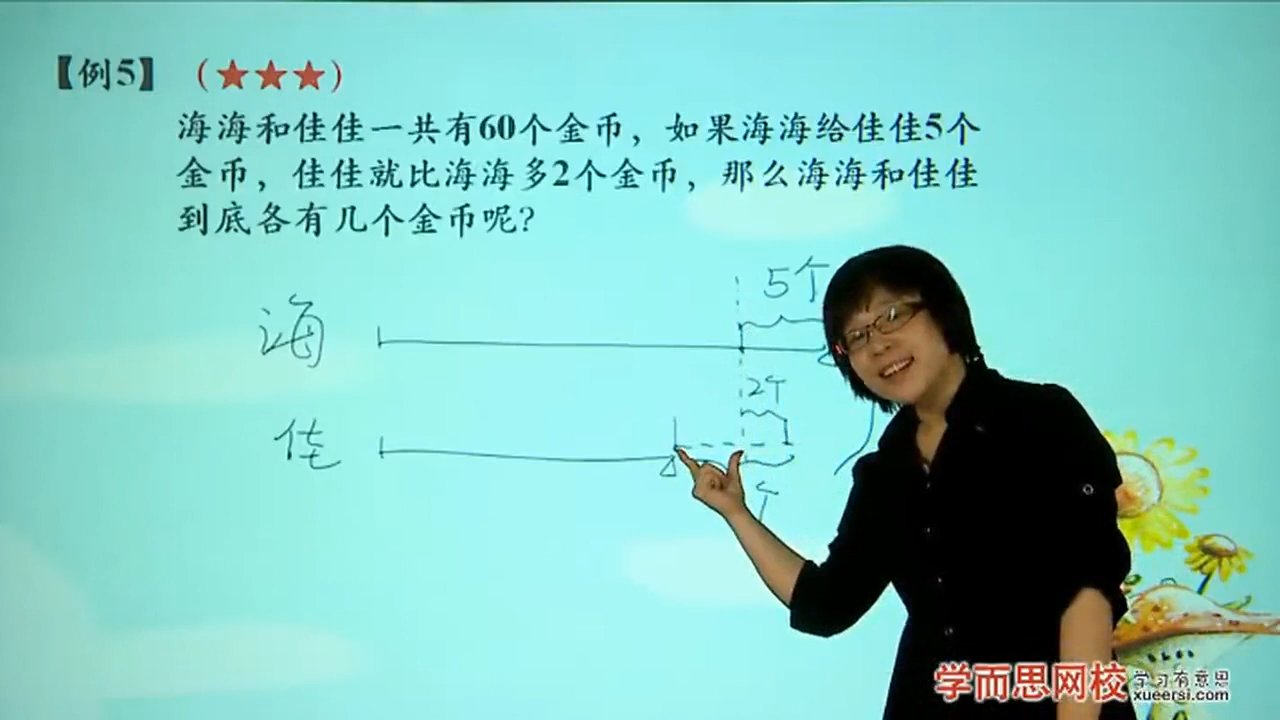 【例5】 (★★★)
海海和佳佳一共有60个金币，如果海海给佳佳5个
金币，佳佳就比海海多2个金币，那么海海和佳佳
到底各有几个金币呢？
5个
海
2个
佳
个
学而思网校 学习有意思
xueersi.com